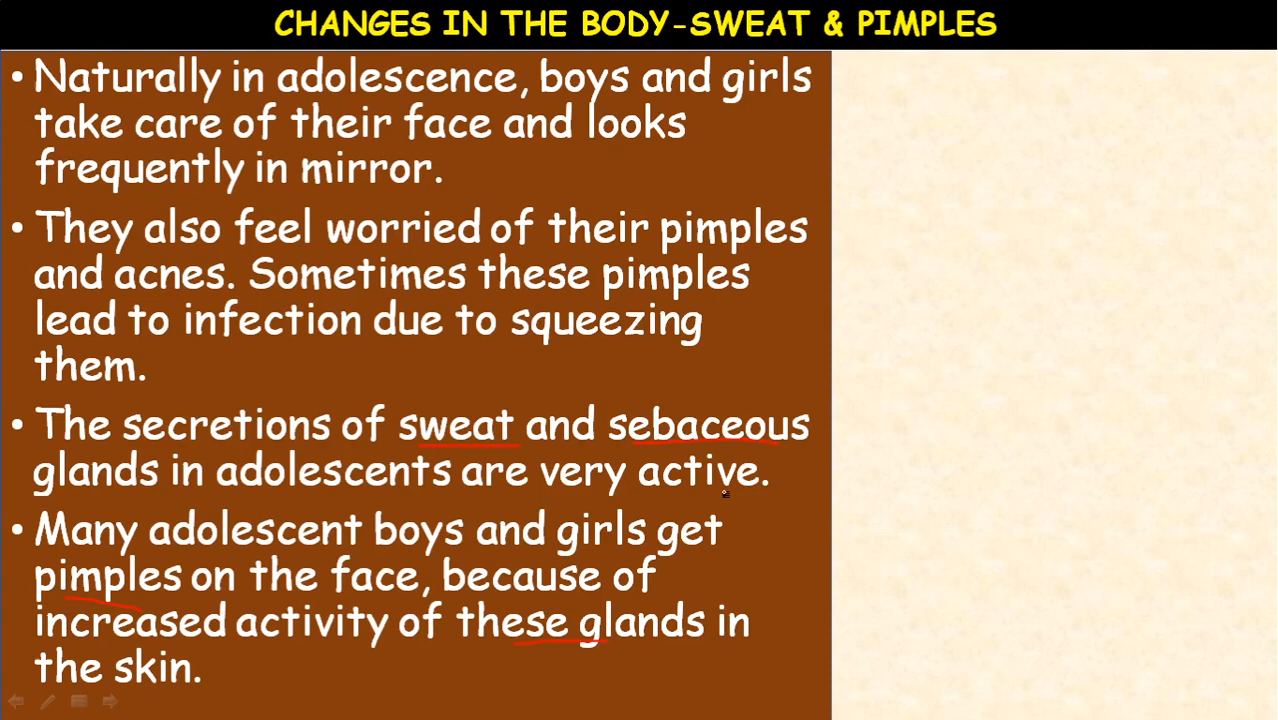 CHANGES IN THE BODY-SWEAT & PIMPLES
• Naturally in adolescence, boys and girls
take care of their face and looks
frequently in mirror.
• They also feel worried of their pimples
and acnes. Sometimes these pimples
lead to infection due to squeezing
them.
• The secretions of sweat and sebaceous
glands in adolescents are very active.
• Many adolescent boys and girls get
pimples on the face, because of
increased activity of these glands in
the skin.